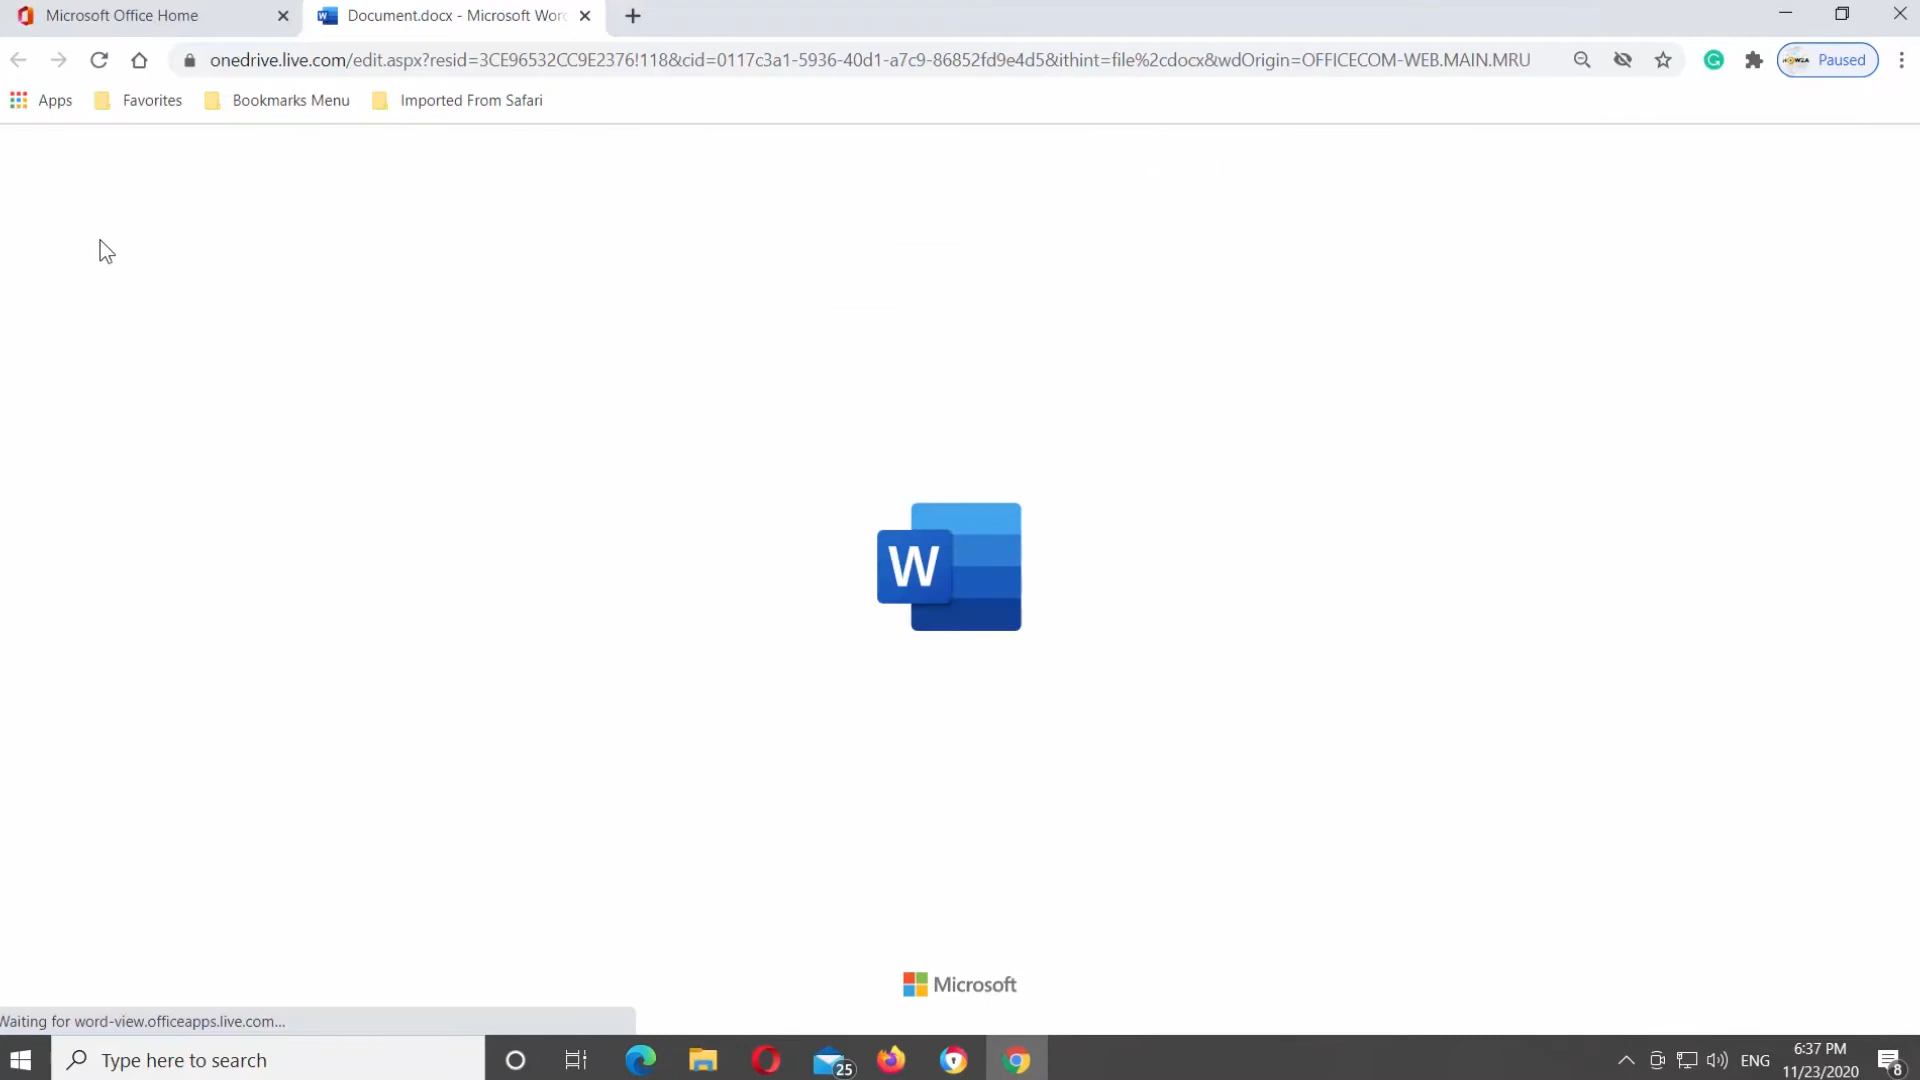 Microsoft Office Home
Document.docx - Microsoft Wor
onedrive.live.com/edit.aspx?resid=3CE96532CC9E2376!118&cid=0117c3a1-5936-40d1-a7c9-86852fd9e4d5&ithint=file%2cdocx&wdOrigin=OFFICECOM-WEB.MAIN.MRU
Paused
Apps
Favorites
Bookmarks Menu
Imported From Safari
W
Microsoft
Waiting for word-view.officeapps.live.com...
Type here to search
25
ENG
6:37 PM
11/23/2020
8